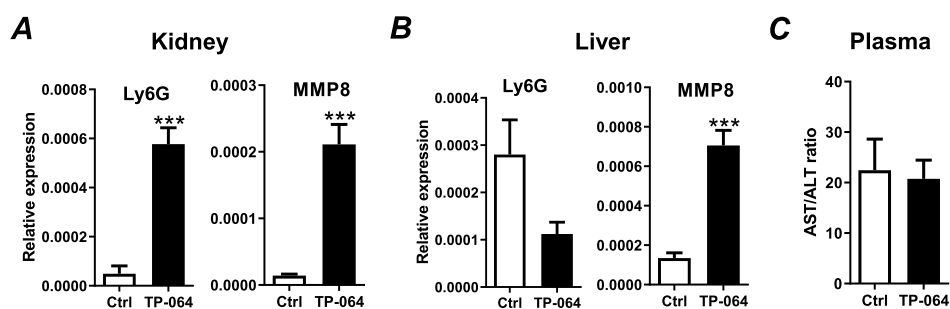 A
Kidney
Ly6G
Relative expression
0.0008
0.0006
0.0004
0.0002
0.0000
***
Ctrl
TP-064
MMP8
0.0003
0.0002
0.0001
0.0000
***
Ctrl
TP-064
B
Liver
Ly6G
Relative expression
0.0004
0.0003
0.0002
0.0001
0.0000
Ctrl
TP-064
MMP8
0.0010
0.0008
0.0006
0.0004
0.0002
0.0000
***
Ctrl
TP-064
C
Plasma
AST/ALT ratio
40
30
20
10
0
Ctrl
TP-064